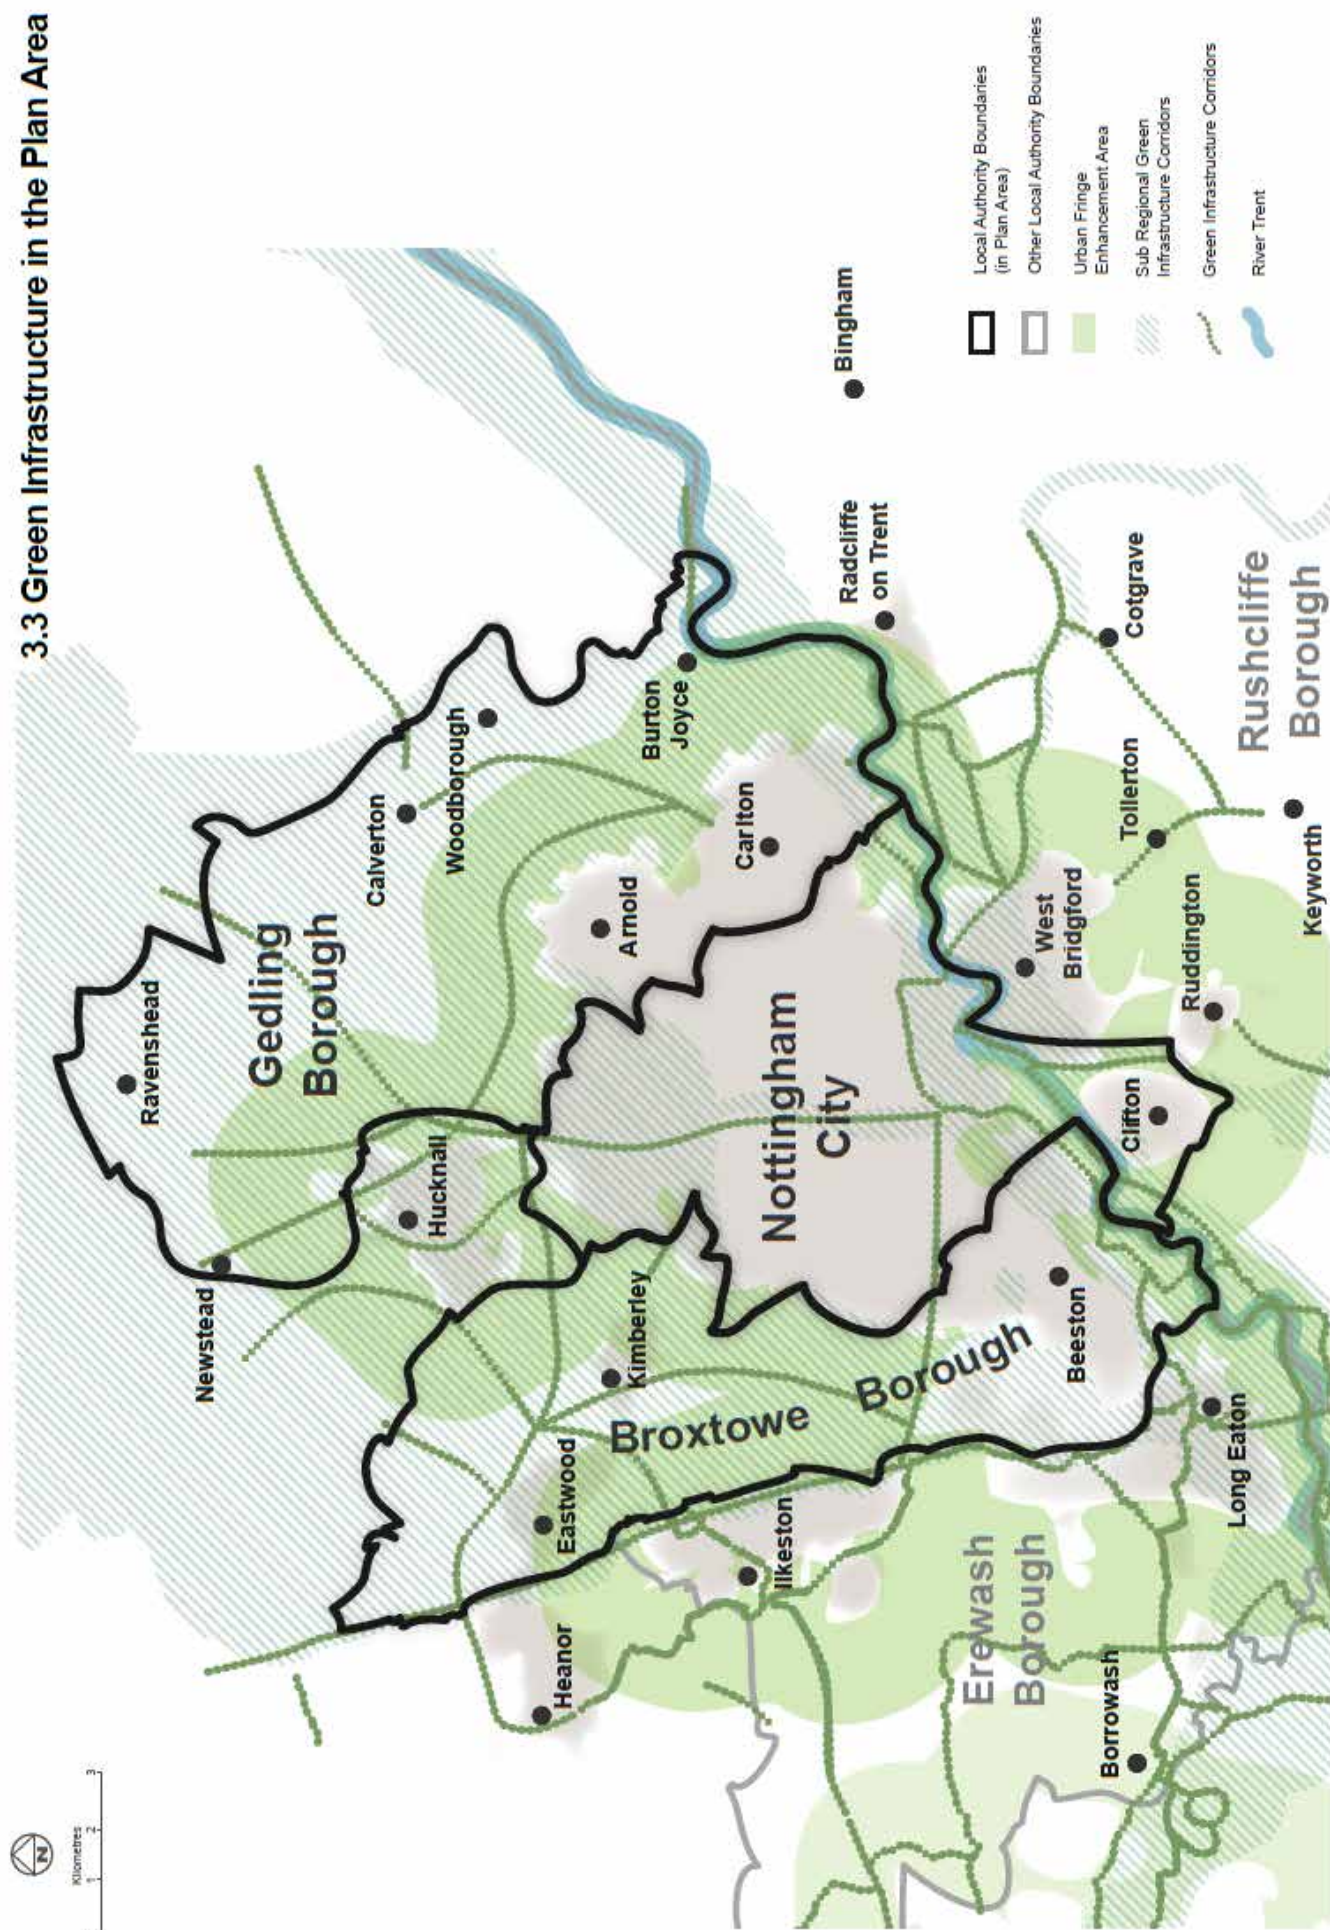 3.3 Green Infrastructure in the Plan Area
N
Kilometres
1 2 3
Ravenshead
Newstead
Gedling
Borough
Calverton
Woodborough
Hucknall
Burton
Joyce
Arnold
Carlton
Bingham
Radcliffe
on Trent
Heanor
Eastwood
Kimberley
Broxtowe
Borough
Nottingham
City
Ilkeston
Erewash
Borough
Beeston
West
Bridgford
Clifton
Cotgrave
Tollerton
Ruddington
Keyworth
Rushcliffe
Borough
Borrowash
Long Eaton
Local Authority Boundaries
(in Plan Area)
Other Local Authority Boundaries
Urban Fringe
Enhancement Area
Sub Regional Green
Infrastructure Corridors
Green Infrastructure Corridors
River Trent